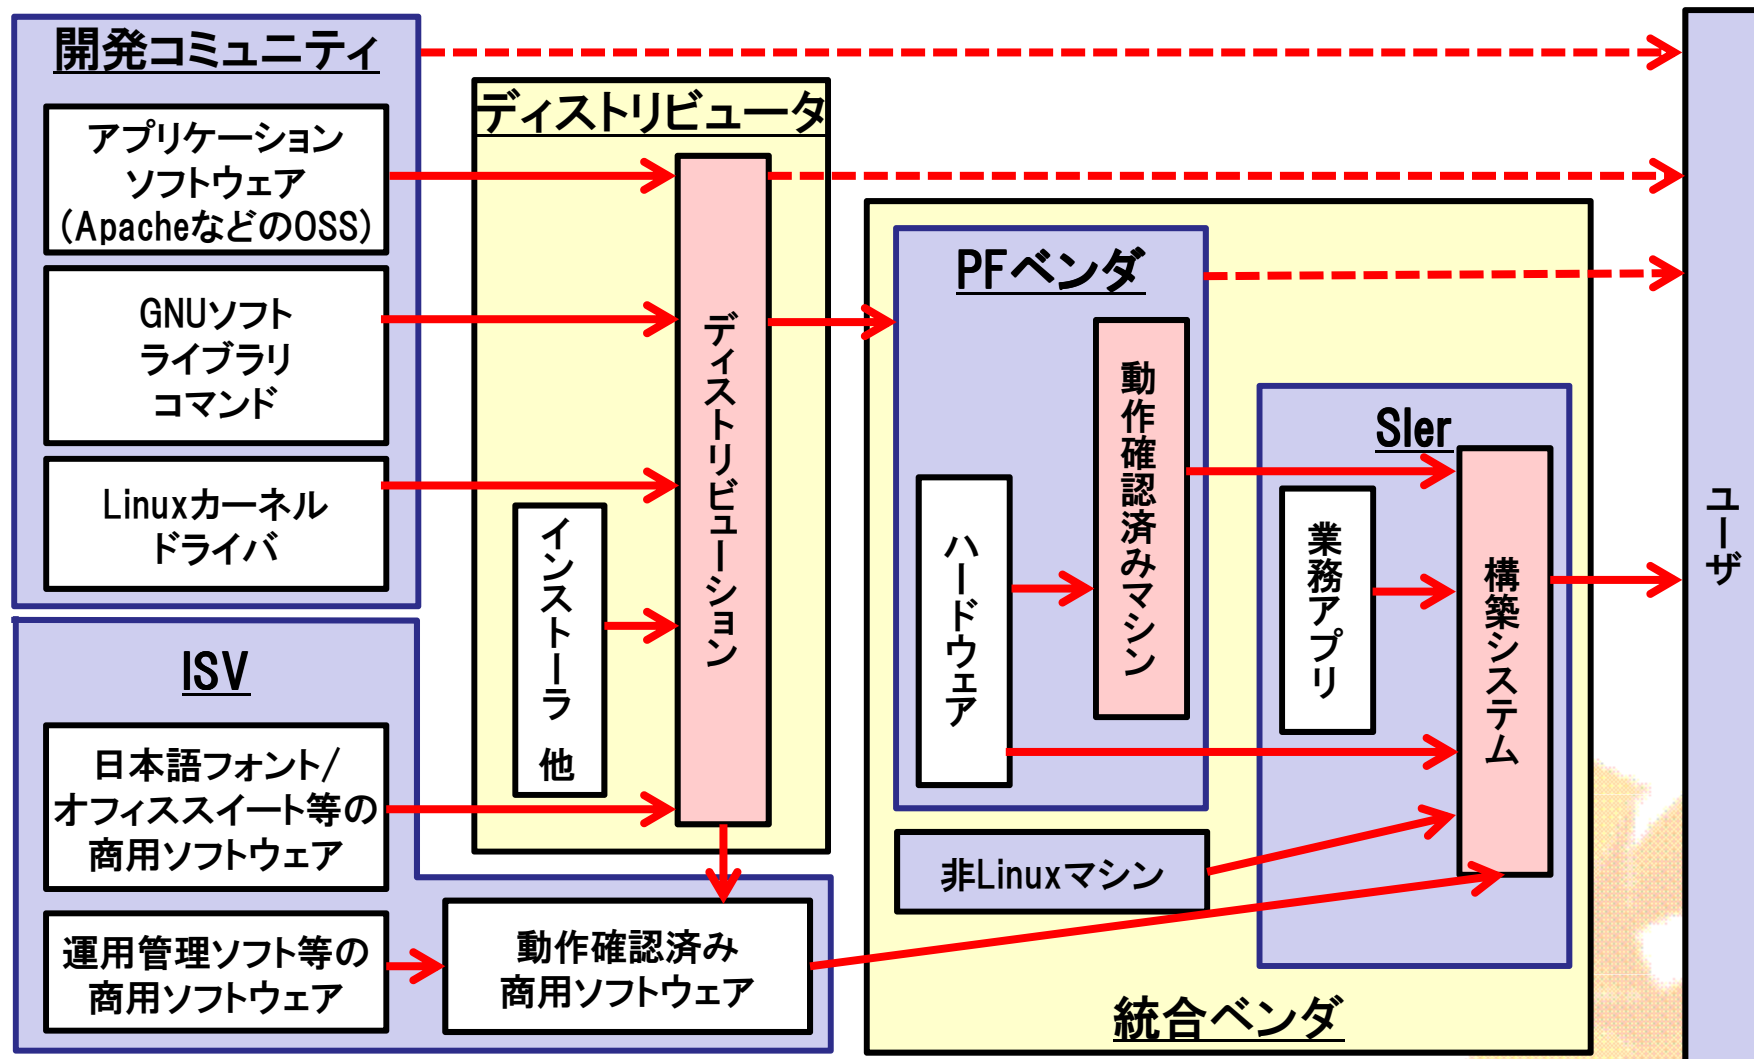 開発コミュニティ
アプリケーション
ソフトウェア
(ApacheなどのOSS)
GNUソフト
ライブラリ
コマンド
Linuxカーネル
ドライバ
ISV
日本語フォント/
オフィススイート等の
商用ソフトウェア
運用管理ソフト等の
商用ソフトウェア
動作確認済み
商用ソフトウェア
ディストリビュータ
インストーラ 他
ディストリビューション
PFベンダ
ハードウェア
動作確認済みマシン
非Linuxマシン
SIer
業務アプリ
構築システム
統合ベンダ
ユーザ